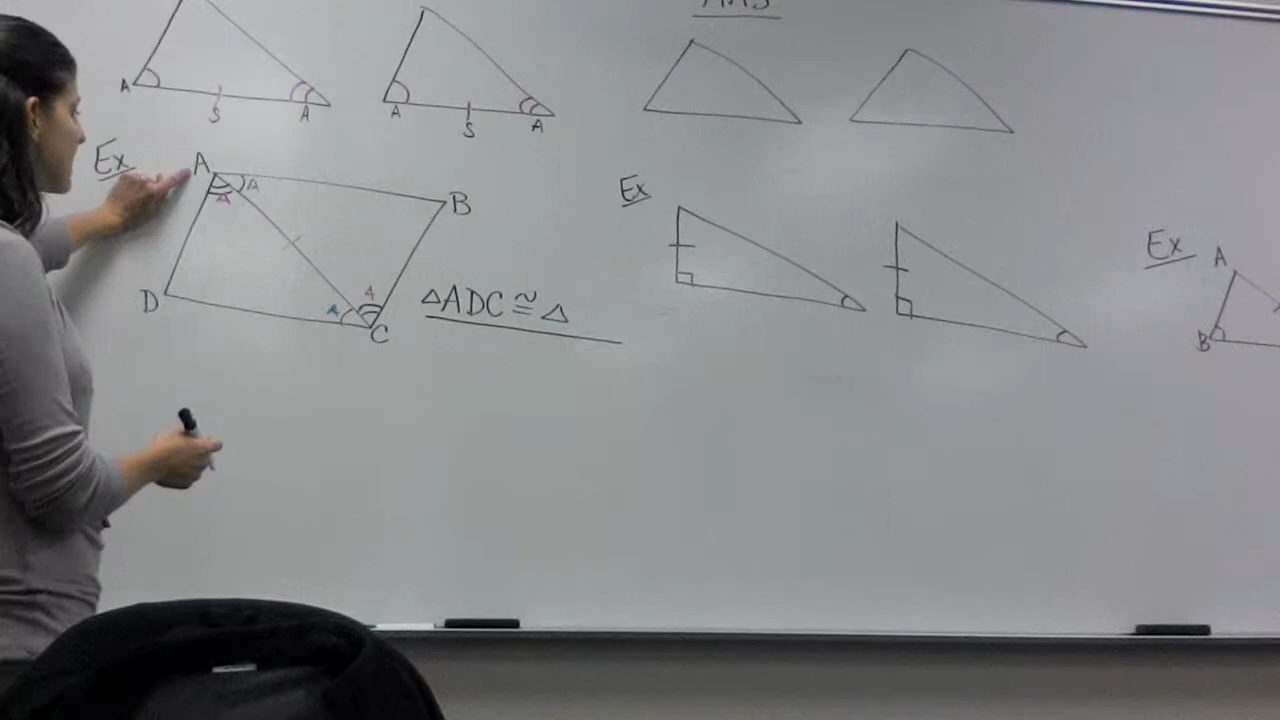 AAS
A S A
A S A
Ex
A A B
A
D A A C
△ADC ≅ △
Ex
Ex
A
B